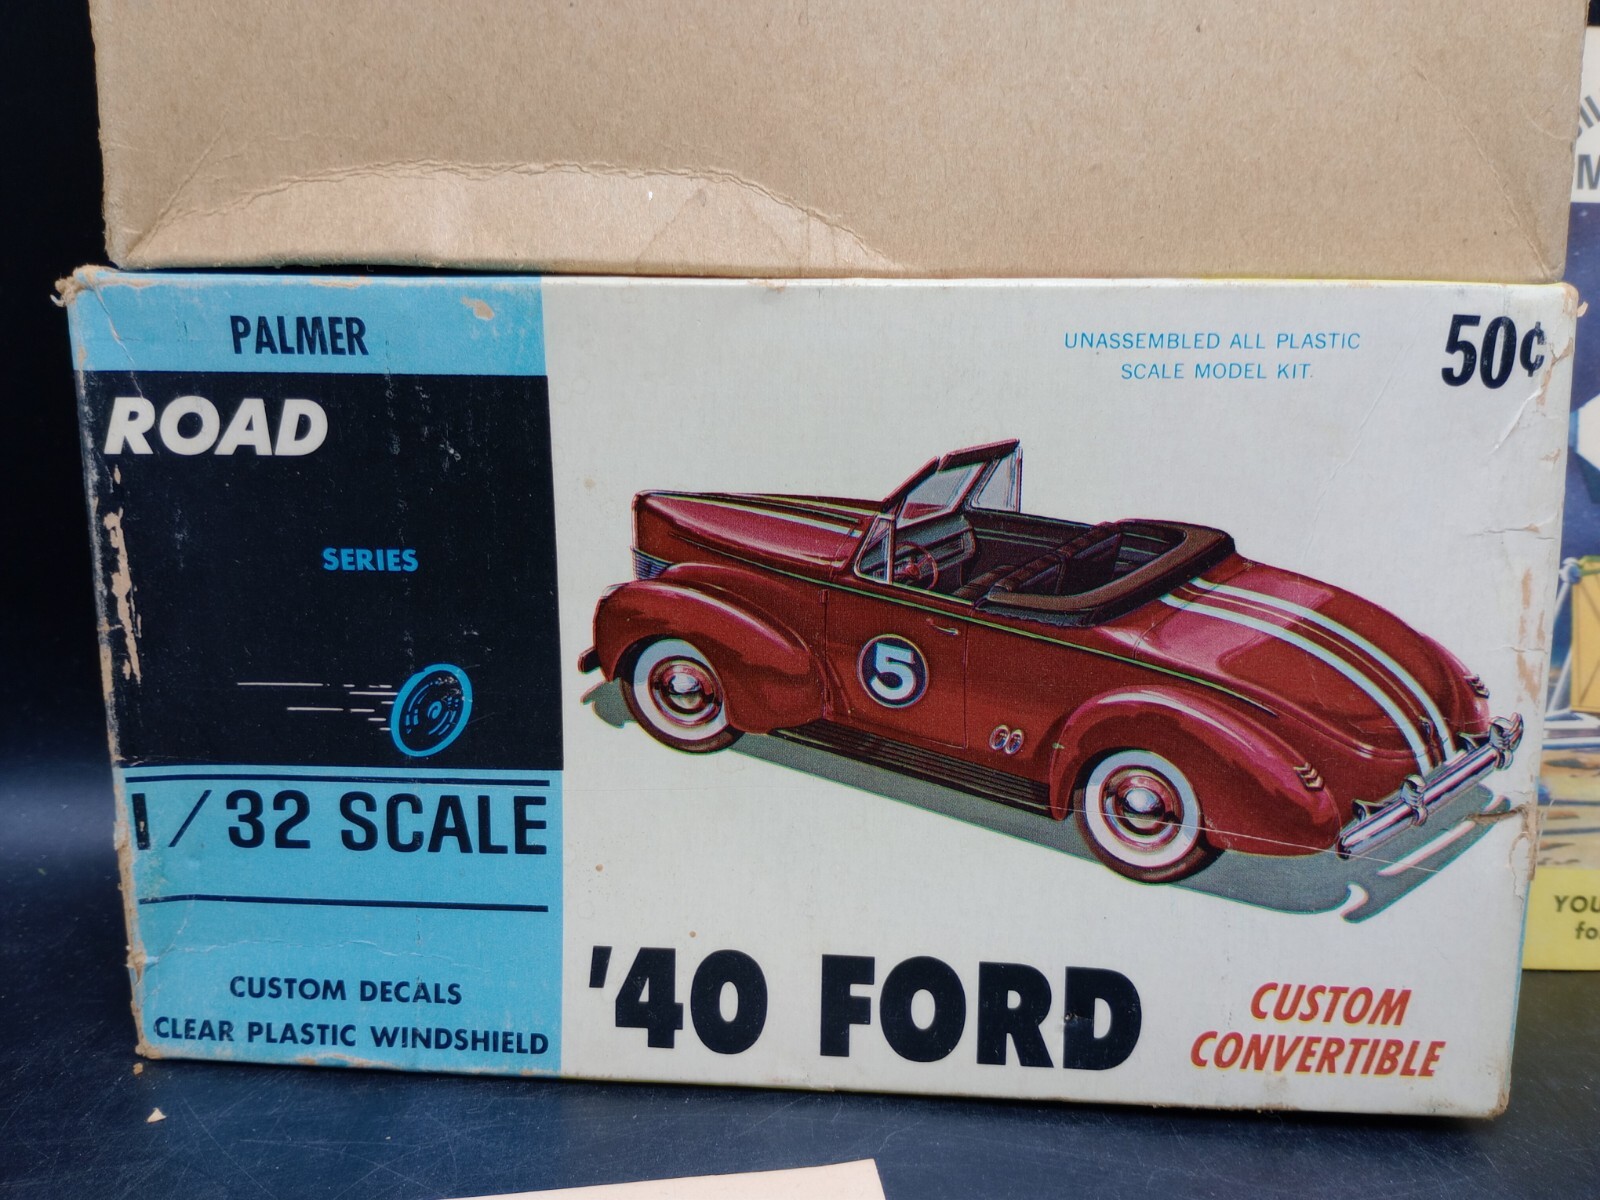 PALMER
ROAD
SERIES
1/32 SCALE
CUSTOM DECALS
CLEAR PLASTIC WINDSHIELD
UNASSEMBLED ALL PLASTIC
SCALE MODEL KIT.
50¢
5
'40 FORD
CUSTOM
CONVERTIBLE
YOU